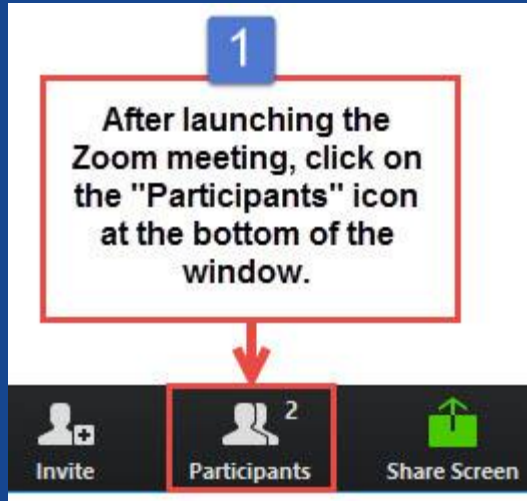 1
After launching the
Zoom meeting, click on
the "Participants" icon
at the bottom of the
window.
2
Invite
Participants
Share Screen